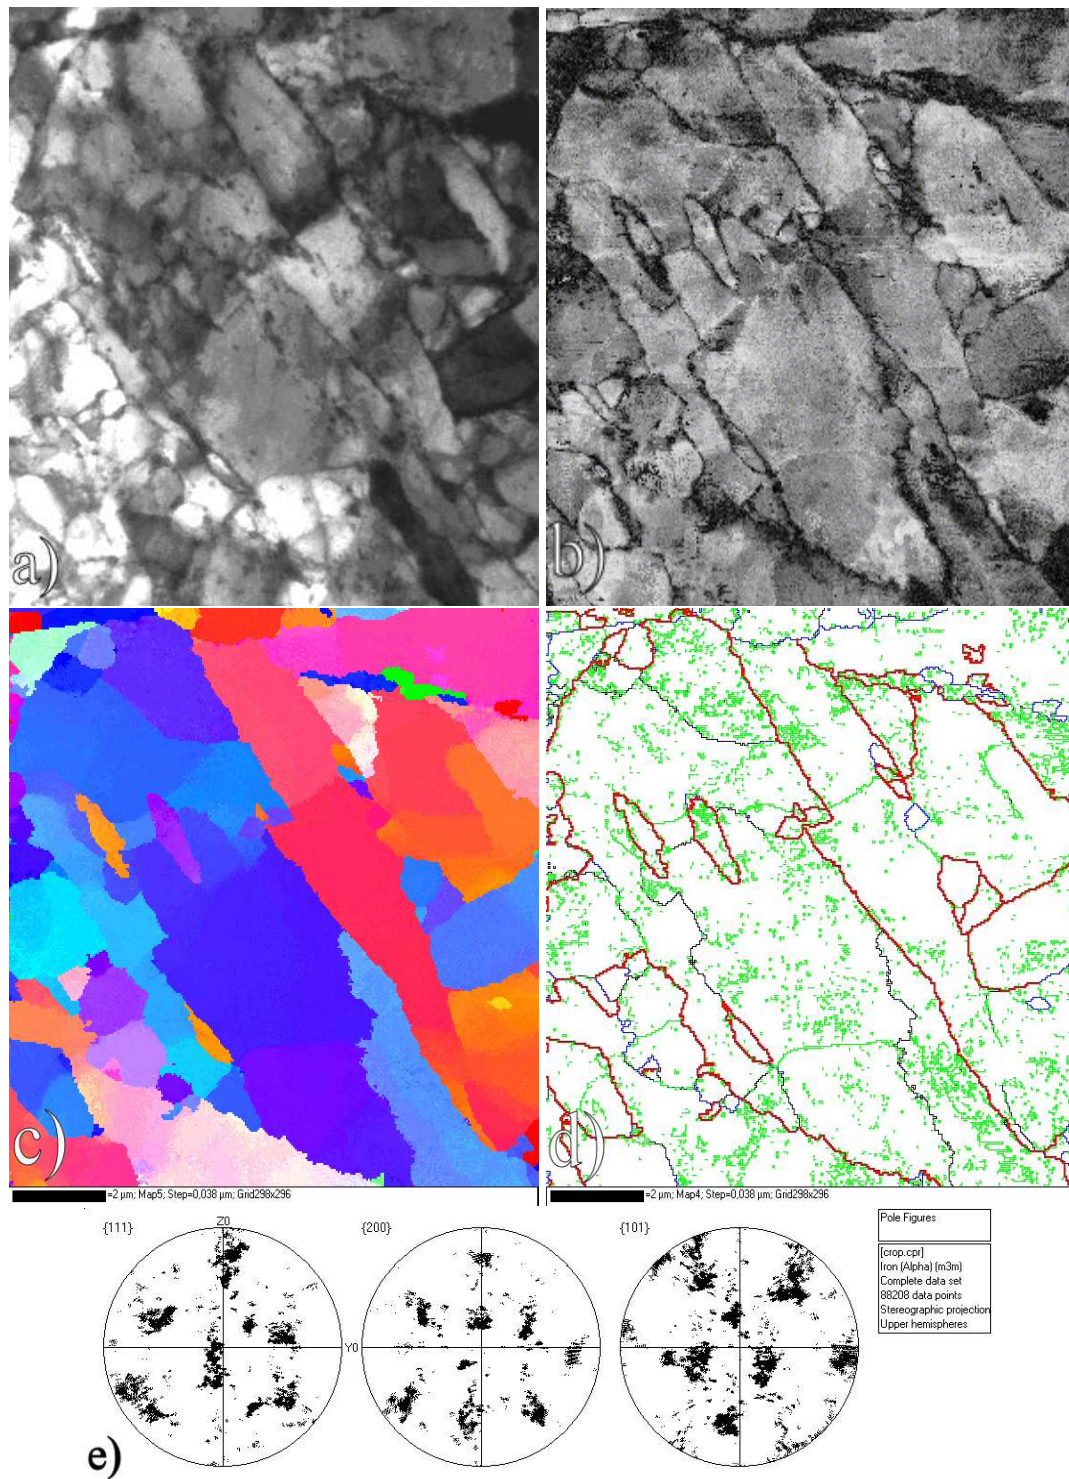 a)
b)
c)
d)
=2 µm; Map5; Step=0,038 µm; Grid298x296
=2 µm; Map4; Step=0,038 µm; Grid298x296
{111}
Z0
{200}
{101}
Pole Figures
Y0
[crop.cpr]
Iron (Alpha) (m3m)
Complete data set
88208 data points
Stereographic projection
Upper hemispheres
e)